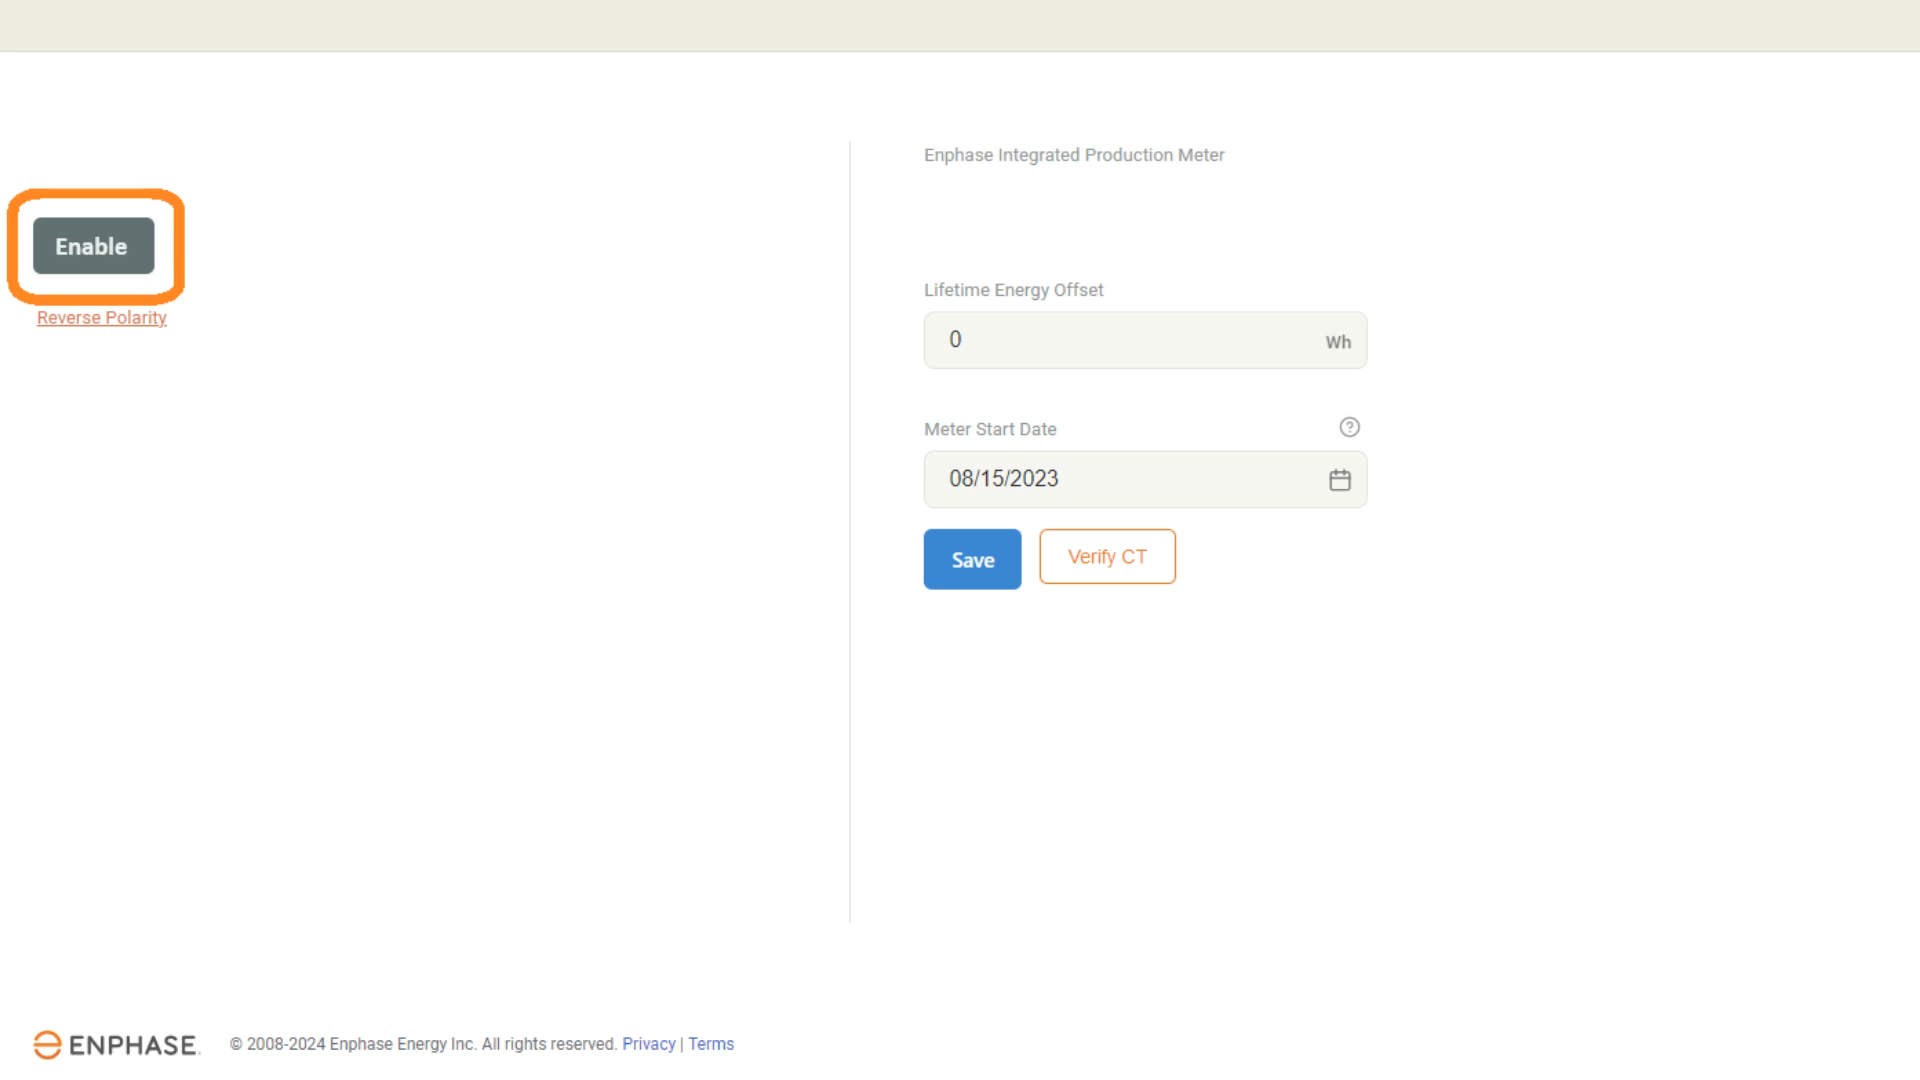 Enable
Reverse Polarity
Enphase Integrated Production Meter
Lifetime Energy Offset
0 Wh
Meter Start Date
08/15/2023
Save Verify CT
ENPHASE. © 2008-2024 Enphase Energy Inc. All rights reserved. Privacy | Terms